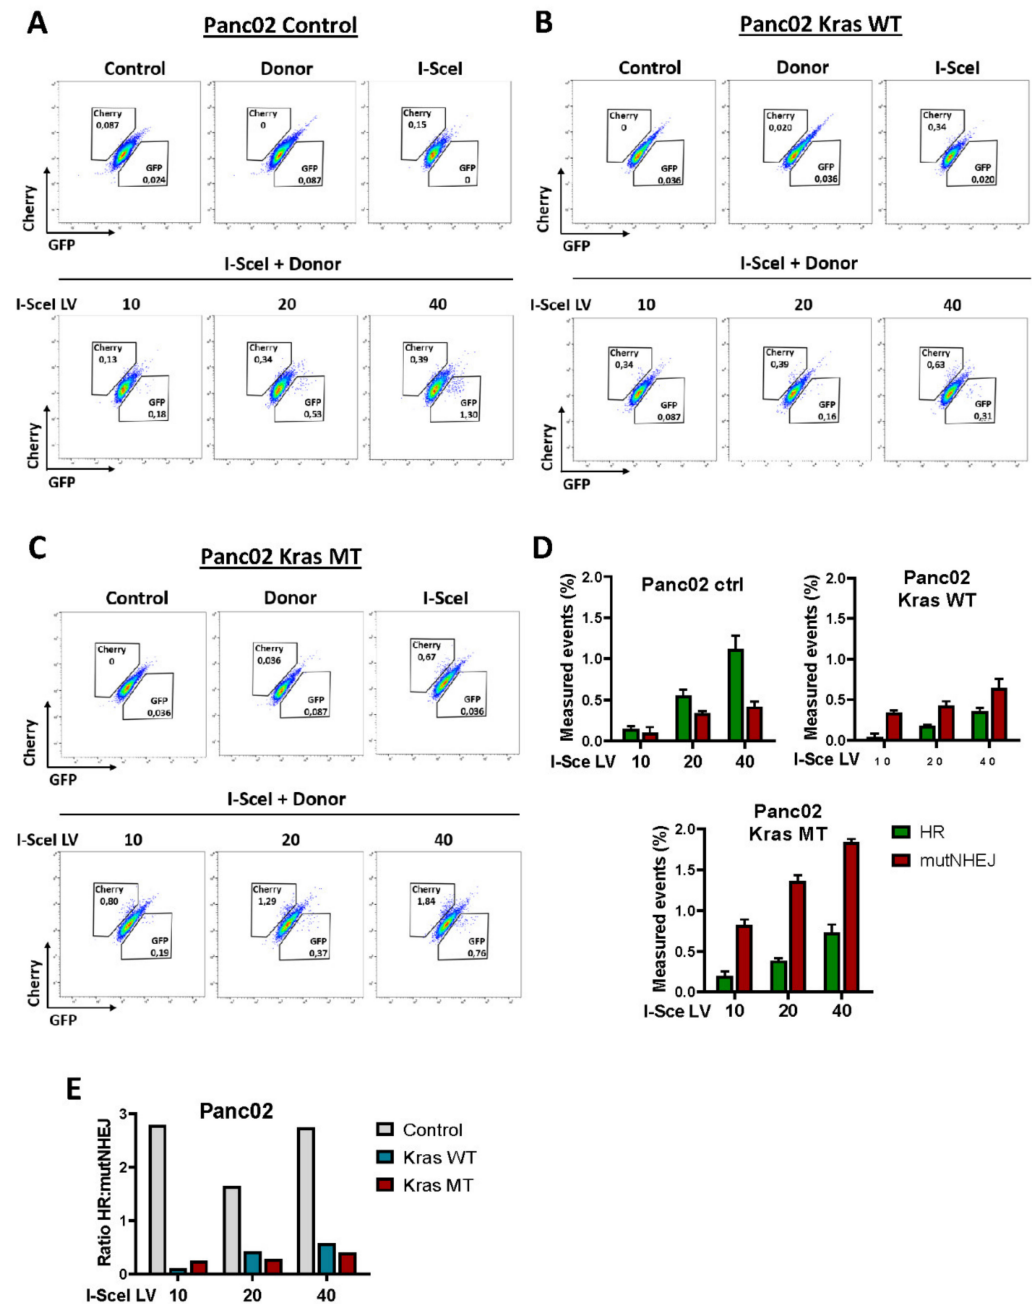 A
Panc02 Control
Control
Donor
I-SceI
Cherry
0,087
GFP
0,024
Cherry
0
GFP
0,087
Cherry
0,15
GFP
0
Cherry
GFP
I-SceI + Donor
I-SceI LV
10
20
40
Cherry
0,13
GFP
0,18
Cherry
0,34
GFP
0,53
Cherry
0,39
GFP
1,30
Cherry
GFP
B
Panc02 Kras WT
Control
Donor
I-SceI
Cherry
0
GFP
0,036
Cherry
0,020
GFP
0,036
Cherry
0,34
GFP
0,020
Cherry
GFP
I-SceI + Donor
I-SceI LV
10
20
40
Cherry
0,34
GFP
0,087
Cherry
0,39
GFP
0,16
Cherry
0,63
GFP
0,31
Cherry
GFP
C
Panc02 Kras MT
Control
Donor
I-SceI
Cherry
0
GFP
0,036
Cherry
0,036
GFP
0,087
Cherry
0,67
GFP
0,036
Cherry
GFP
I-SceI + Donor
I-SceI LV
10
20
40
Cherry
0,80
GFP
0,19
Cherry
1,29
GFP
0,37
Cherry
1,84
GFP
0,76
Cherry
GFP
D
Panc02 ctrl
Measured events (%)
2.0
1.5
1.0
0.5
0.0
I-Sce LV
10
20
40
Panc02
Kras WT
Measured events (%)
2.0
1.5
1.0
0.5
0.0
I-Sce LV
10
20
40
Panc02
Kras MT
Measured events (%)
2.0
1.5
1.0
0.5
0.0
I-Sce LV
10
20
40
HR
mutNHEJ
E
Panc02
Ratio HR:mutNHEJ
3
2
1
0
I-SceI LV
10
20
40
Control
Kras WT
Kras MT